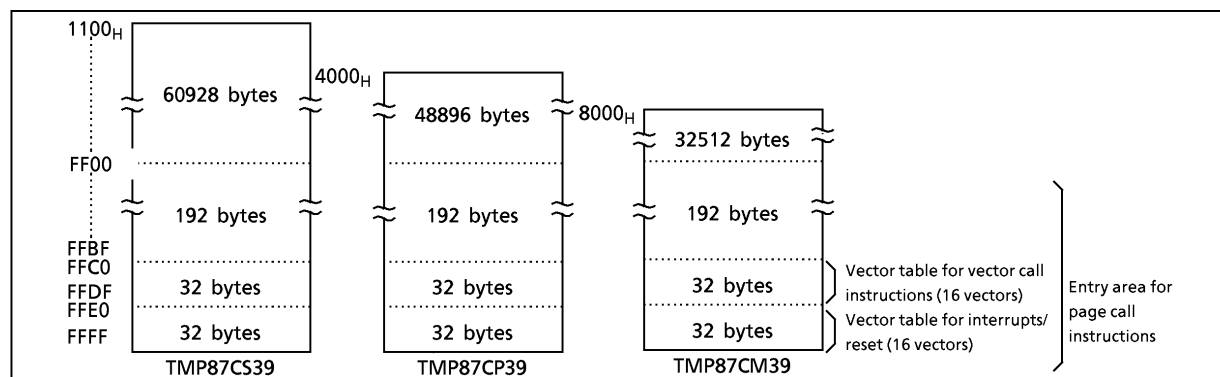 1100H
60928 bytes
4000H
48896 bytes
8000H
32512 bytes
FF00
192 bytes
192 bytes
192 bytes
FFBF
FFC0
32 bytes
32 bytes
32 bytes
Vector table for vector call
instructions (16 vectors)
FFDF
FFE0
FFFF
32 bytes
32 bytes
32 bytes
Vector table for interrupts/
reset (16 vectors)
Entry area for
page call
instructions
TMP87CS39
TMP87CP39
TMP87CM39